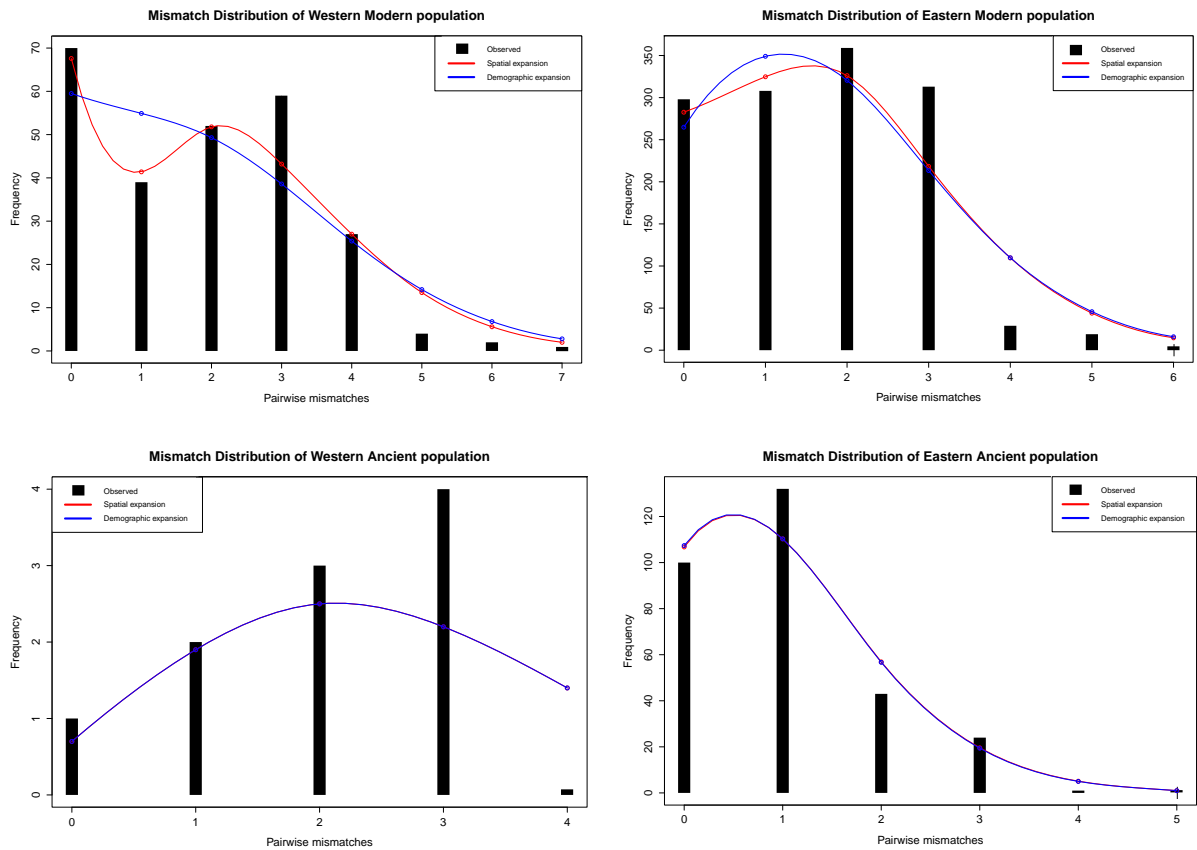 Mismatch Distribution of Western Modern population
Frequency
70
60
50
40
30
20
10
0
Observed
Spatial expansion
Demographic expansion
0 1 2 3 4 5 6 7
Pairwise mismatches
Mismatch Distribution of Eastern Modern population
Frequency
350
300
250
200
150
100
50
0
Observed
Spatial expansion
Demographic expansion
0 1 2 3 4 5 6
Pairwise mismatches
Mismatch Distribution of Western Ancient population
Frequency
4
3
2
1
0
Observed
Spatial expansion
Demographic expansion
0 1 2 3 4
Pairwise mismatches
Mismatch Distribution of Eastern Ancient population
Frequency
120
100
80
60
40
20
0
Observed
Spatial expansion
Demographic expansion
0 1 2 3 4 5
Pairwise mismatches